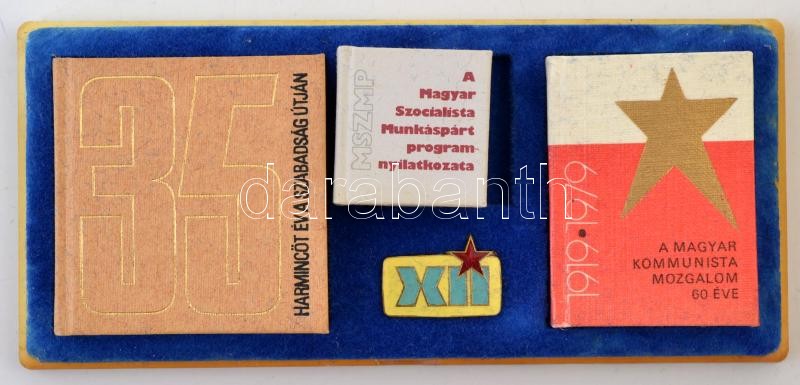 35
HARMINCÖT ÉV A SZABADSÁG ÚTJÁN
MSZMP
A
Magyar
Szocialista
Munkáspárt
program-
nyilatkozata
XII
1919•1979
A MAGYAR
KOMMUNISTA
MOZGALOM
60 ÉVE
darabanth